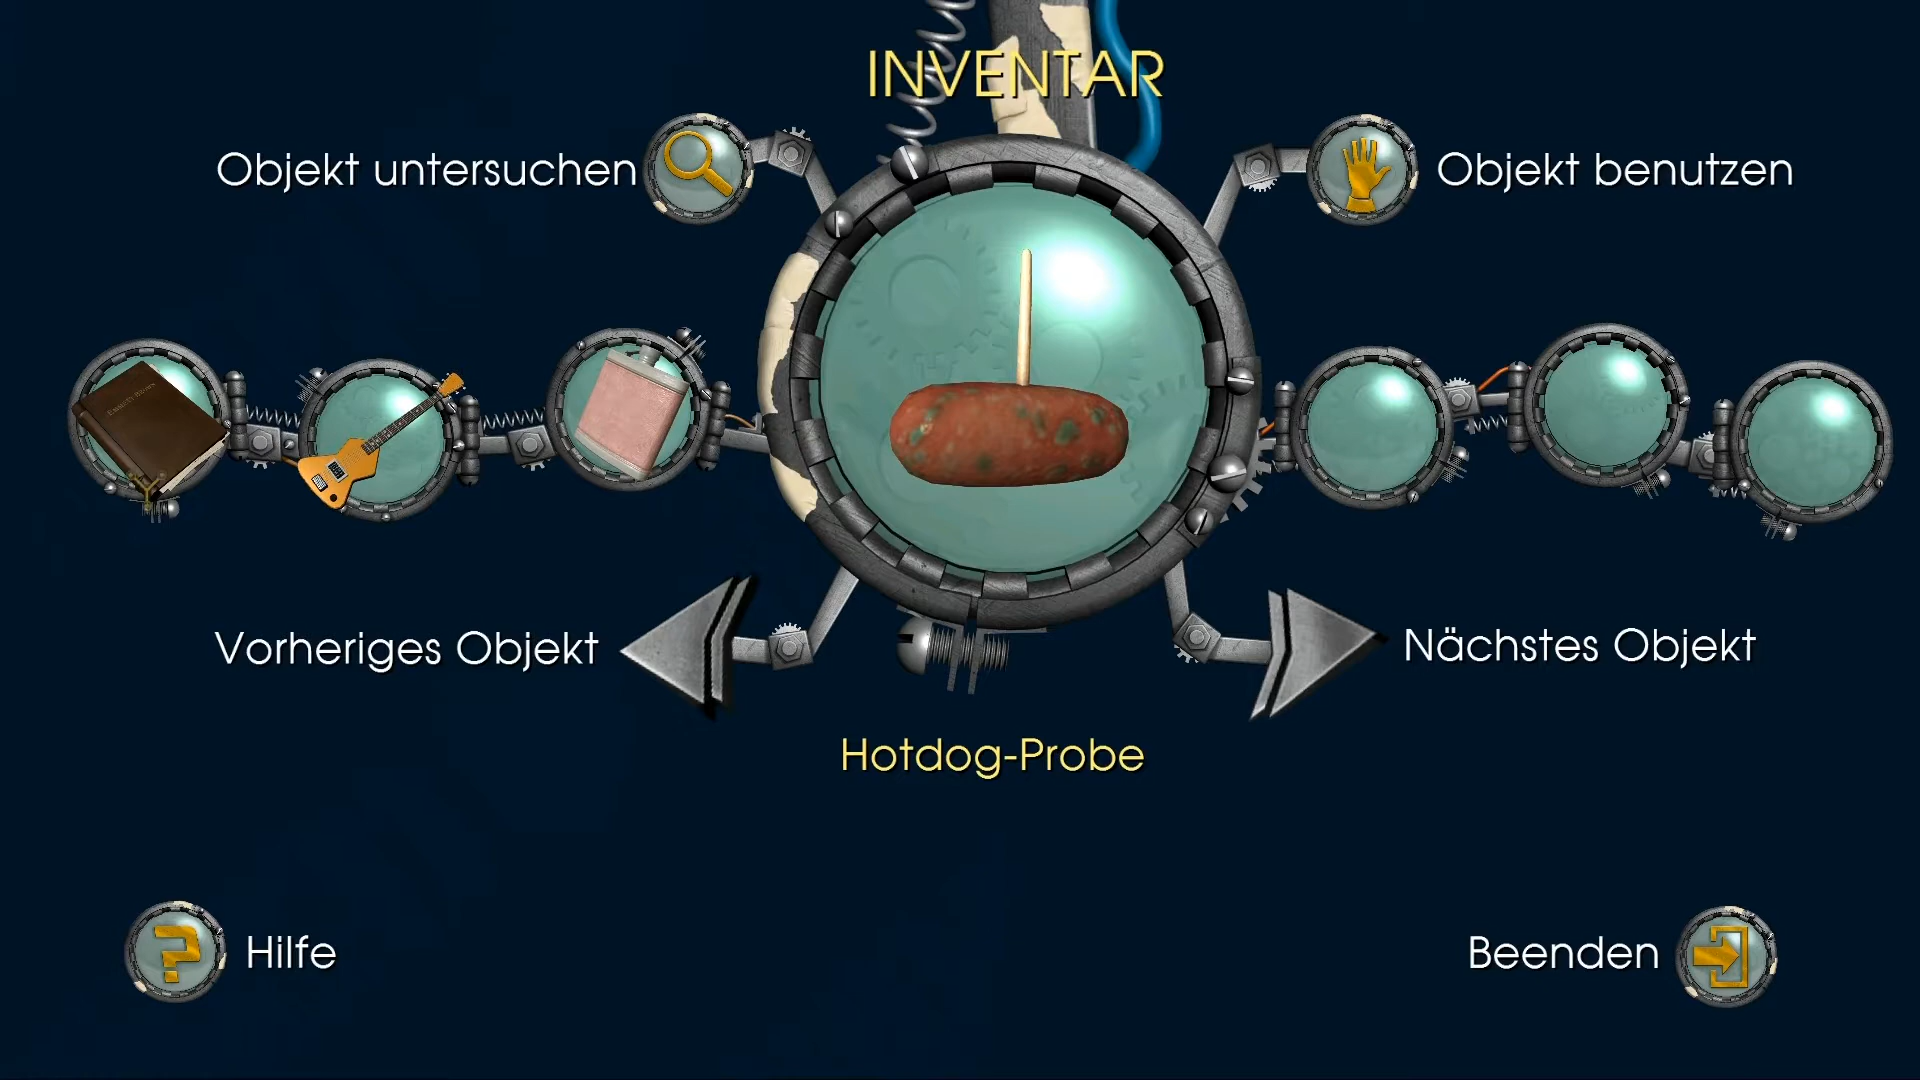 INVENTAR
Objekt untersuchen
Objekt benutzen
Vorheriges Objekt
Nächstes Objekt
Hotdog-Probe
Hilfe
Beenden